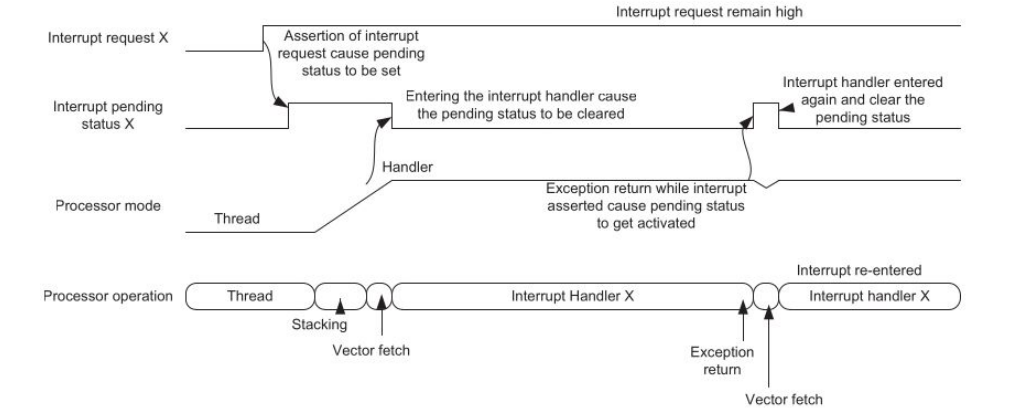 Interrupt request remain high
Interrupt request X
Assertion of interrupt
request cause pending
status to be set
Interrupt pending
status X
Entering the interrupt handler cause
the pending status to be cleared
Interrupt handler entered
again and clear the
pending status
Handler
Processor mode
Thread
Exception return while interrupt
asserted cause pending status
to get activated
Interrupt re-entered
Processor operation
Thread
Interrupt Handler X
Interrupt handler X
Stacking
Vector fetch
Exception
return
Vector fetch